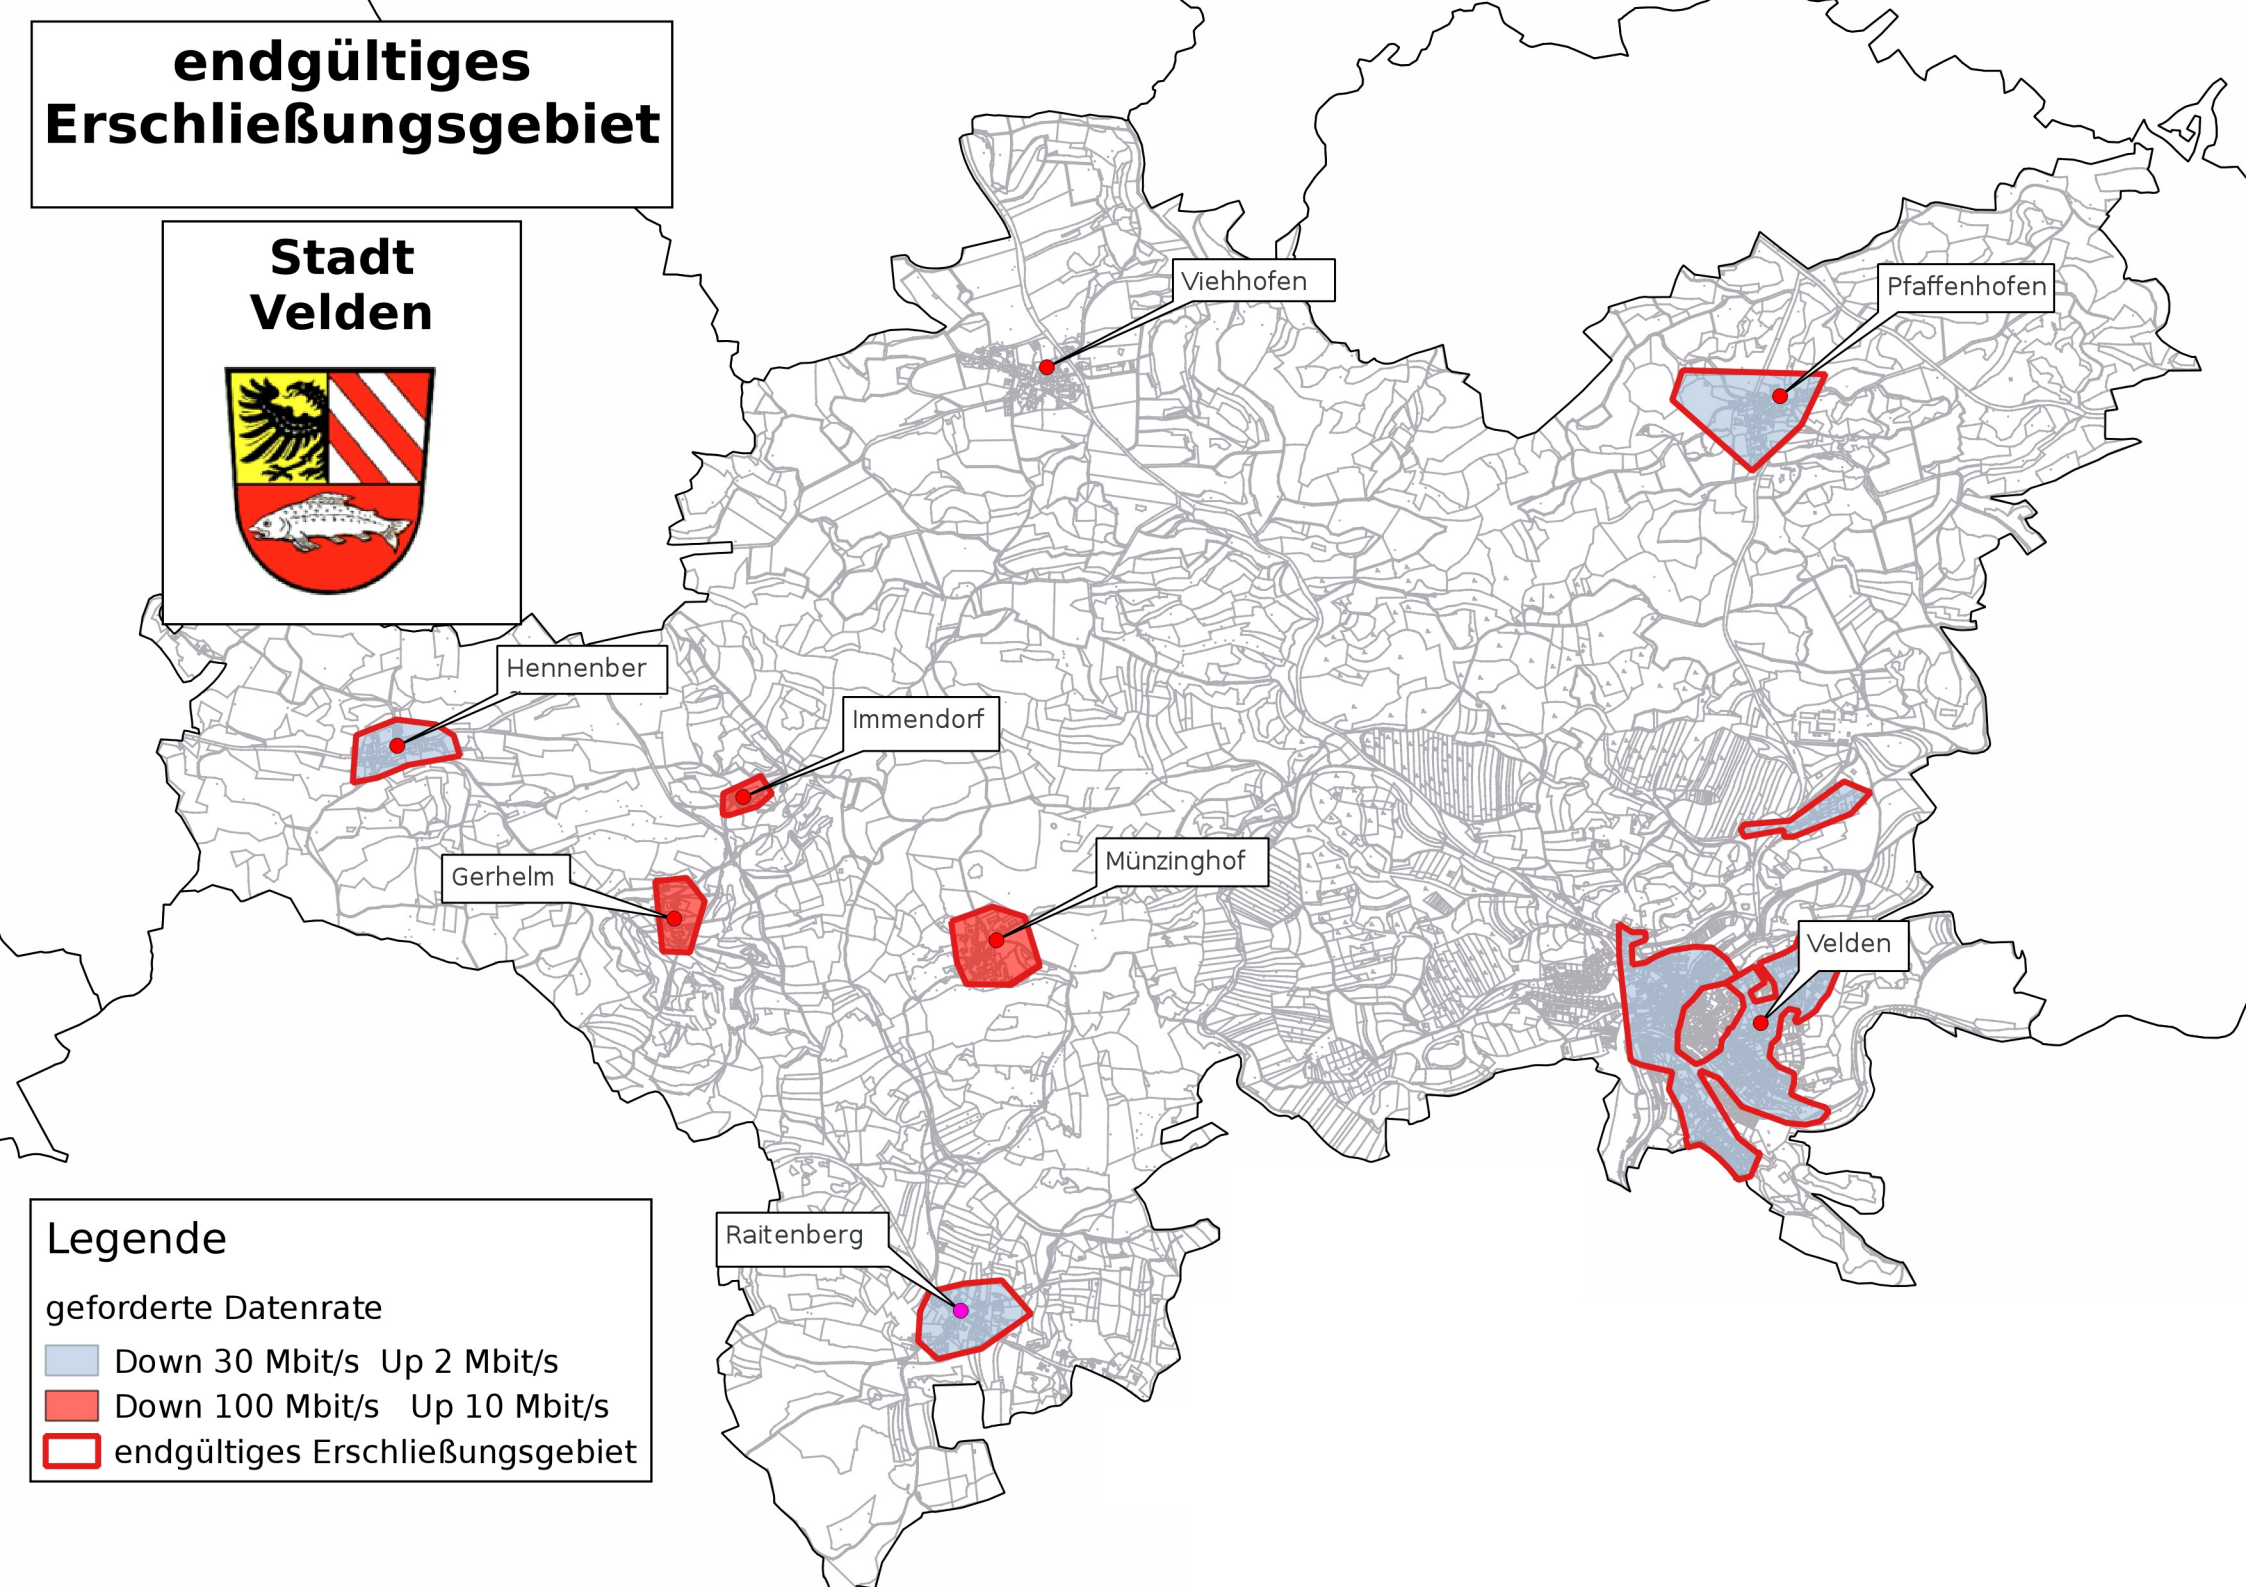 endgültiges
Erschließungsgebiet
Stadt
Velden
Viehhofen
Pfaffenhofen
Hennenber
Immendorf
Gerhelm
Münzinghof
Velden
Raitenberg
Legende
geforderte Datenrate
Down 30 Mbit/s Up 2 Mbit/s
Down 100 Mbit/s Up 10 Mbit/s
endgültiges Erschließungsgebiet